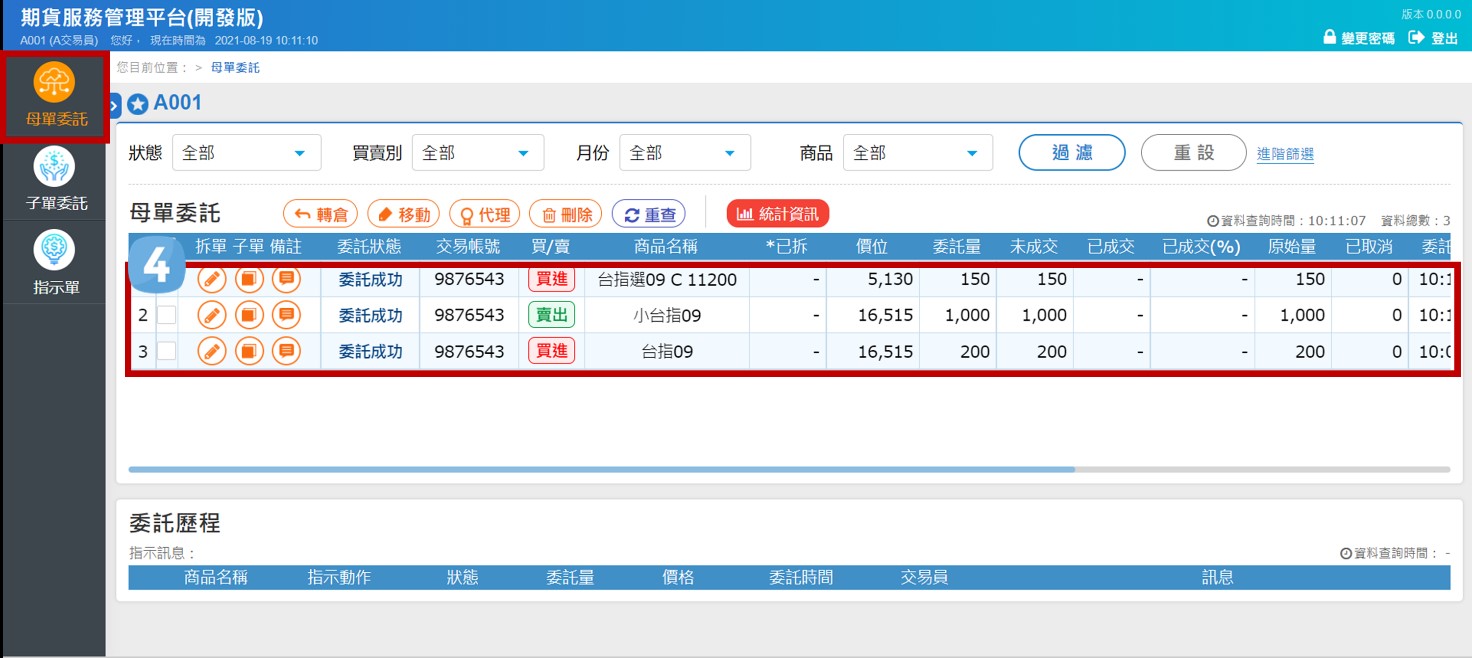 期貨服務管理平台(開發版)
版本 0.0.0.0
A001 (A交易員) 您好， 現在時間為 2021-08-19 10:11:10
變更密碼 登出
您目前位置： > 母單委託
母單委託
子單委託
指示單
A001
狀態 全部 買賣別 全部 月份 全部 商品 全部 過濾 重設 進階篩選
母單委託 轉倉 移動 代理 刪除 重查 統計資訊
資料查詢時間：10:11:07 資料總數：3
4
拆單 子單 備註 委託狀態 交易帳號 買/賣 商品名稱 *已拆 價位 委託量 未成交 已成交 已成交(%) 原始量 已取消 委託
委託成功 9876543 買進 台指選09 C 11200 - 5,130 150 150 - - 150 0 10:1
2 委託成功 9876543 賣出 小台指09 - 16,515 1,000 1,000 - - 1,000 0 10:1
3 委託成功 9876543 買進 台指09 - 16,515 200 200 - - 200 0 10:0
委託歷程
指示訊息：
資料查詢時間： -
商品名稱 指示動作 狀態 委託量 價格 委託時間 交易員 訊息